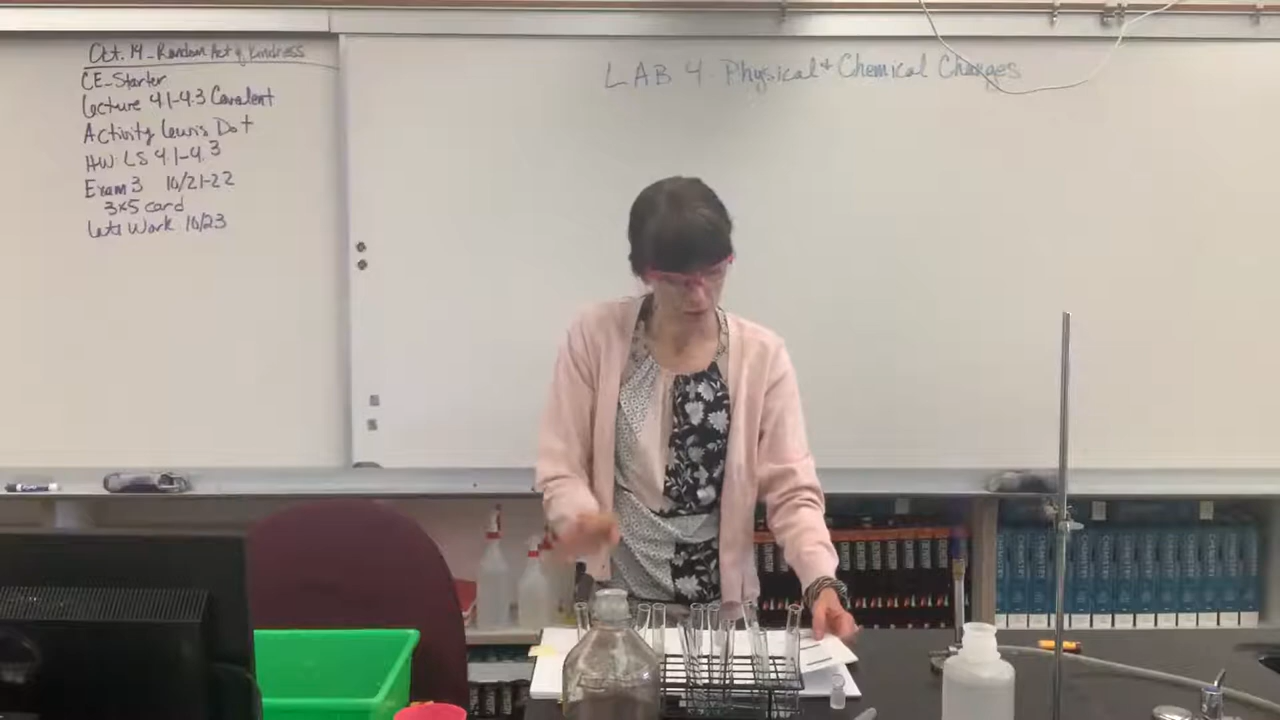 Oct. 14 - Random Act of Kindness
CE-Starter
Lecture 4.1-4.3 Covalent
Activity Lewis Dot
HW: LS 4.1-4.3
Exam 3 10/21-22
3x5 card
Late Work 10/23
LAB 4. Physical + Chemical Changes
CHEMISTRY